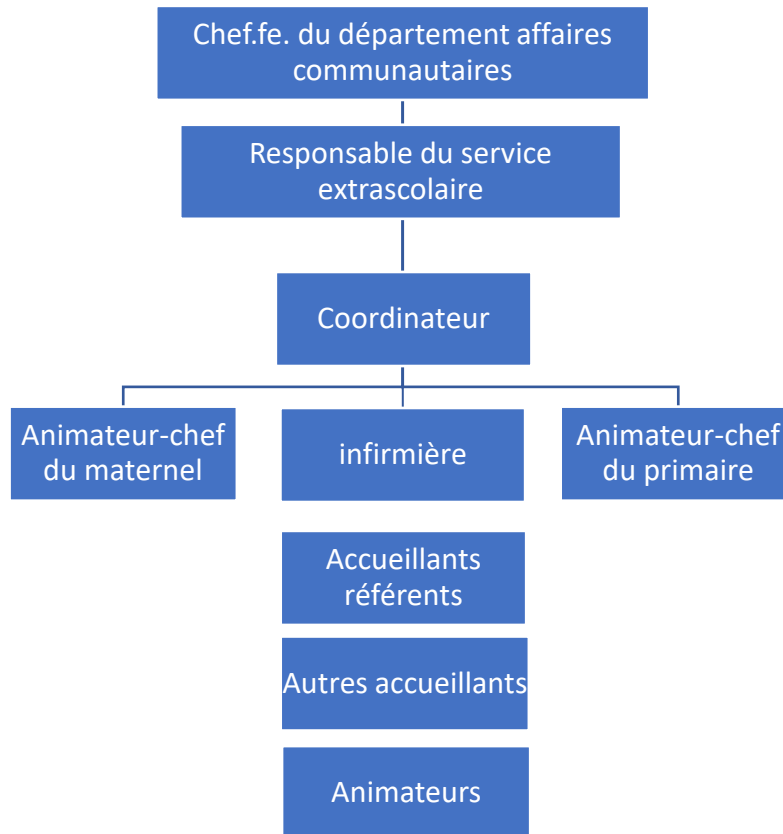 Chef.fe. du département affaires
communautaires
Responsable du service
extrascolaire
Coordinateur
Animateur-chef
du maternel
infirmière
Animateur-chef
du primaire
Accueillants
référents
Autres accueillants
Animateurs